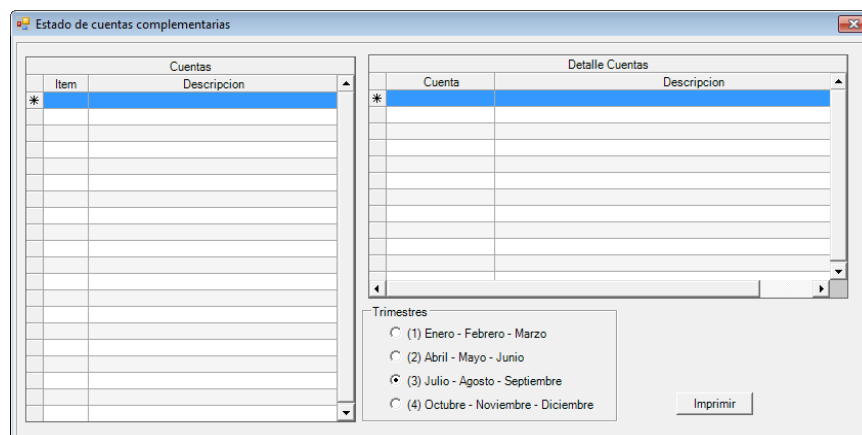 Estado de cuentas complementarias
Cuentas
Item Descripcion
Detalle Cuentas
Cuenta Descripcion
Trimestres
(1) Enero - Febrero - Marzo
(2) Abril - Mayo - Junio
(3) Julio - Agosto - Septiembre
(4) Octubre - Noviembre - Diciembre
Imprimir